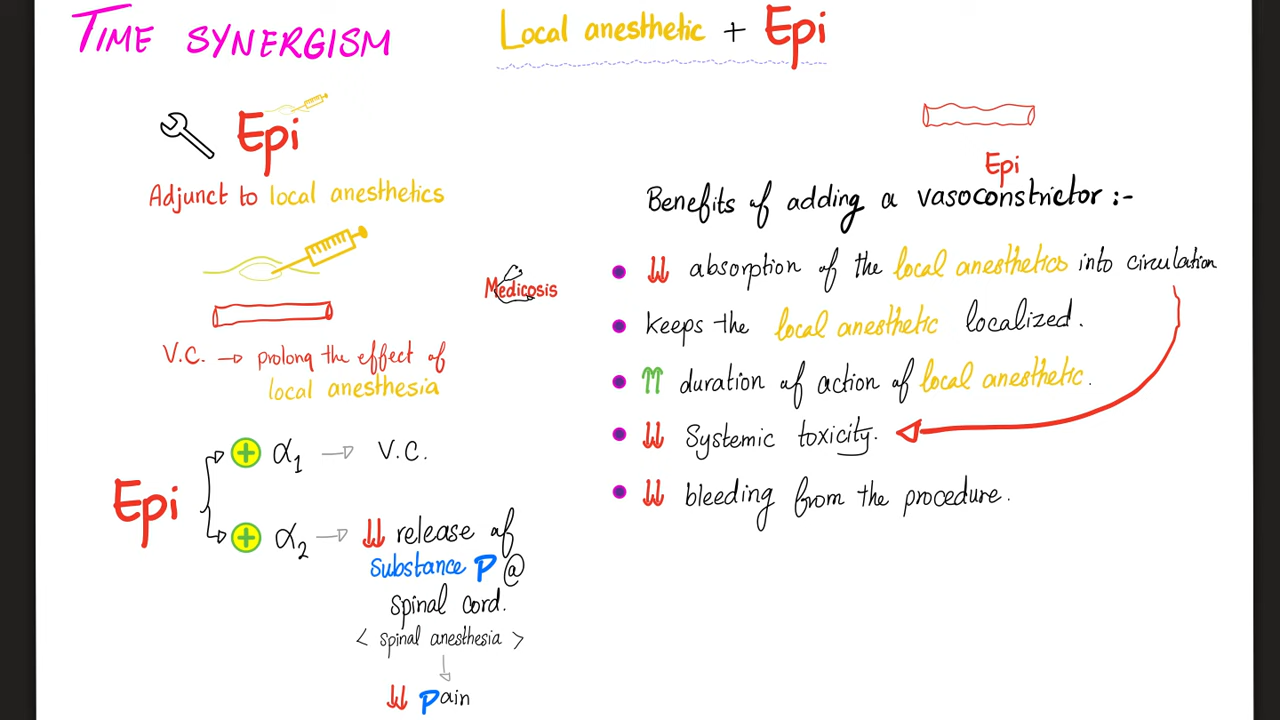 TIME SYNERGISM
Local anesthetic + Epi
Epi
Adjunct to local anesthetics
V.C. → prolong the effect of
local anesthesia
Epi
+ α1 → V.C.
+ α2 → ↓↓ release of
substance P @
spinal cord.
< spinal anesthesia >
↓
↓↓ Pain
Medicosis
Epi
Benefits of adding a vasoconstrictor :-
• ↓↓ absorption of the local anesthetics into circulation
• Keeps the local anesthetic localized.
• ↑↑ duration of action of local anesthetic.
• ↓↓ Systemic toxicity.
• ↓↓ bleeding from the procedure.